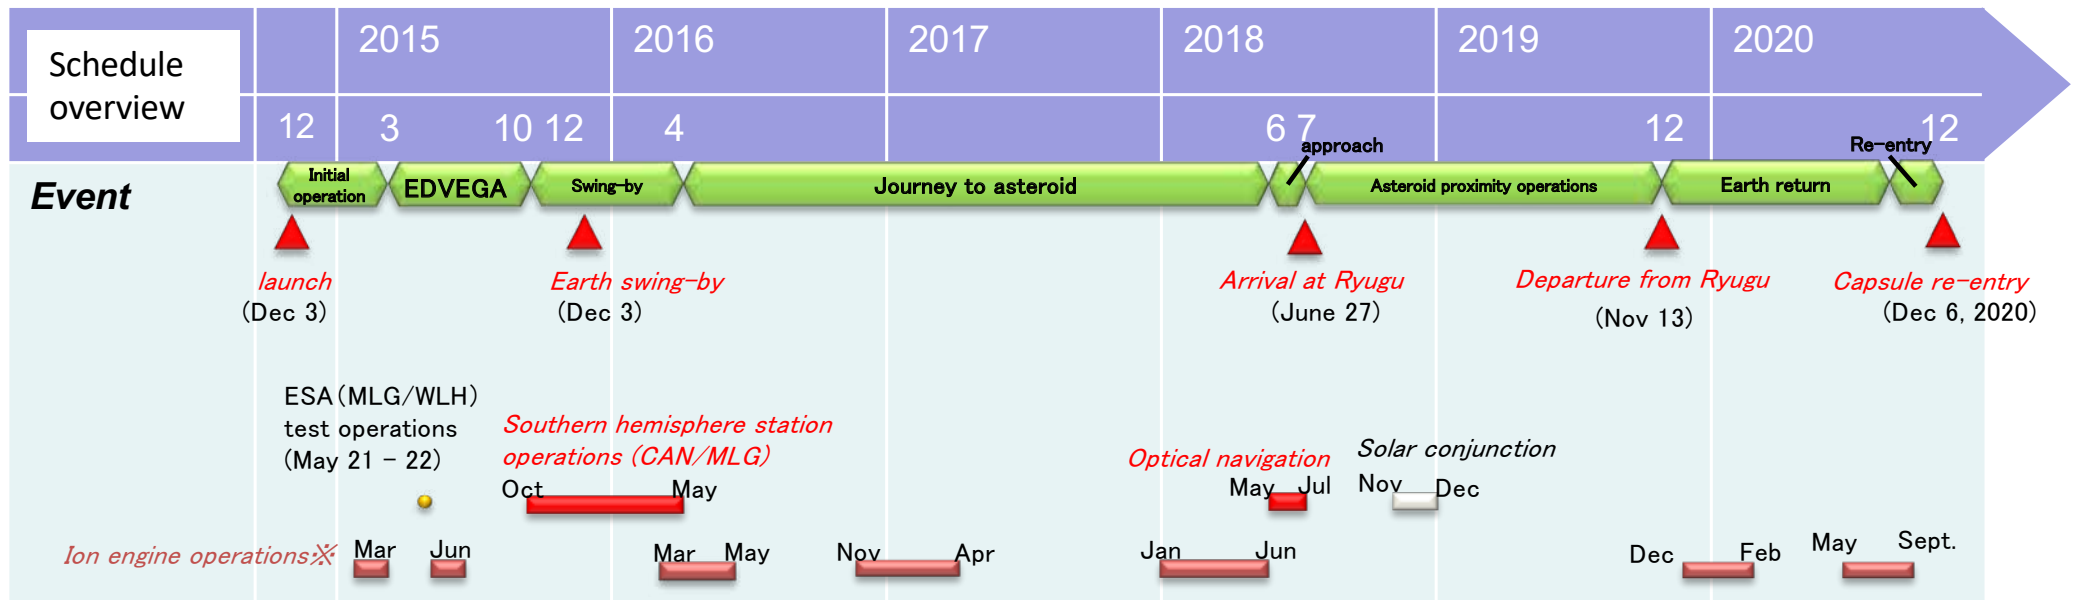 Schedule
overview
2015 2016 2017 2018 2019 2020
12 3 10 12 4 6 7 12 12
Event
Initial
operation
EDVEGA
Swing-by
Journey to asteroid
approach
Asteroid proximity operations
Earth return
Re-entry
launch
(Dec 3)
Earth swing-by
(Dec 3)
Arrival at Ryugu
(June 27)
Departure from Ryugu
(Nov 13)
Capsule re-entry
(Dec 6, 2020)
ESA(MLG/WLH)
test operations
(May 21 - 22)
Southern hemisphere station
operations (CAN/MLG)
Oct May
Optical navigation
May Jul
Solar conjunction
Nov Dec
Ion engine operations※
Mar Jun Mar May Nov Apr Jan Jun Dec Feb May Sept.